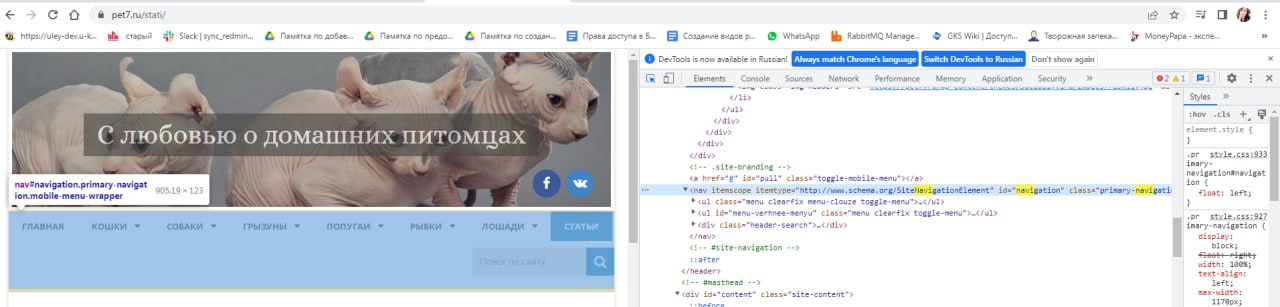 pet7.ru/stati/
https://uley-dev.u-k...
старый
Slack | sync_redmin...
Памятка по добав...
Памятка по предо...
Памятка по создан...
Права доступа в Б...
Создание видов р...
WhatsApp
RabbitMQ Manage...
GKS Wiki | Доступ...
Творожная запека...
MoneyPapa - экспе...
С любовью о домашних питомцах
nav#navigation.primary-navigat
ion.mobile-menu-wrapper
905.19 × 123
ГЛАВНАЯ КОШКИ СОБАКИ ГРЫЗУНЫ ПОПУГАИ РЫБКИ ЛОШАДИ СТАТЬИ
Поиск по сайту
DevTools is now available in Russian! Always match Chrome's language Switch DevTools to Russian Don't show again
Elements Console Sources Network Performance Memory Application Security » 2 1 1
</li>
</ul>
</div>
</div>
</div>
<!-- .site-branding -->
<a href="#" id="pull" class="toggle-mobile-menu"></a>
<nav itemscope itemtype="http://www.schema.org/SiteNavigationElement" id="navigation" class="primary-navigatio
<ul class="menu clearfix menu-clouze toggle-menu">…</ul>
<ul id="menu-verhnee-menyu" class="menu clearfix toggle-menu">…</ul>
<div class="header-search">…</div>
</nav>
<!-- #site-navigation -->
::after
</header>
<!-- #masthead -->
<div id="content" class="site-content">
::before
Styles »
:hov .cls
element.style {
}
.pr style.css:933
imary-
navigation#navigat
ion {
float: left;
}
.pr style.css:927
imary-navigation {
display:
block;
float: right;
width: 100%;
text-align:
left;
max-width:
1170px;